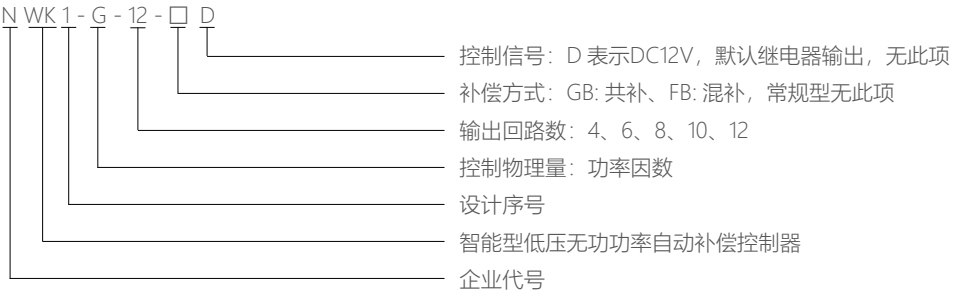 N WK 1 - G - 12 - □ D
控制信号：D 表示DC12V，默认继电器输出，无此项
补偿方式：GB: 共补、FB: 混补，常规型无此项
输出回路数：4、6、8、10、12
控制物理量：功率因数
设计序号
智能型低压无功功率自动补偿控制器
企业代号